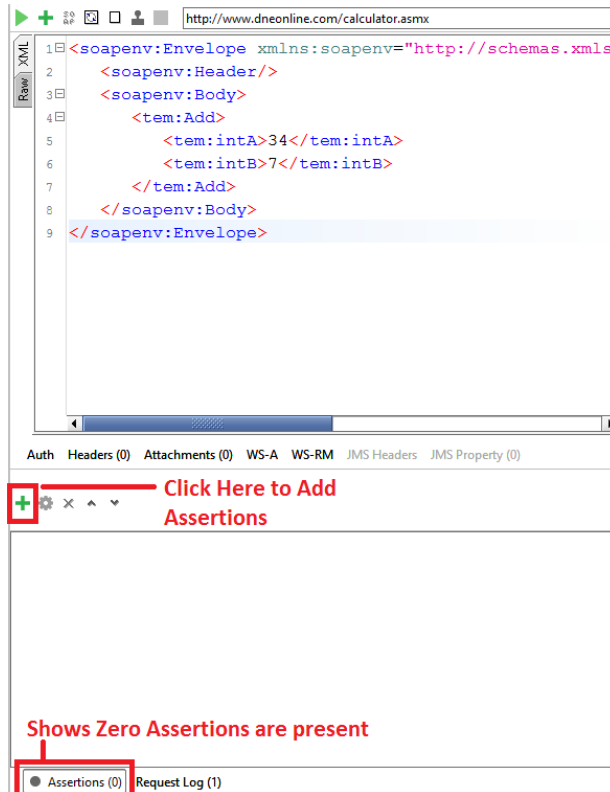 http://www.dneonline.com/calculator.asmx
XML
Raw
1 <soapenv:Envelope xmlns:soapenv="http://schemas.xmls
2 <soapenv:Header/>
3 <soapenv:Body>
4 <tem:Add>
5 <tem:intA>34</tem:intA>
6 <tem:intB>7</tem:intB>
7 </tem:Add>
8 </soapenv:Body>
9 </soapenv:Envelope>
Auth Headers (0) Attachments (0) WS-A WS-RM JMS Headers JMS Property (0)
Click Here to Add
Assertions
Shows Zero Assertions are present
Assertions (0) Request Log (1)